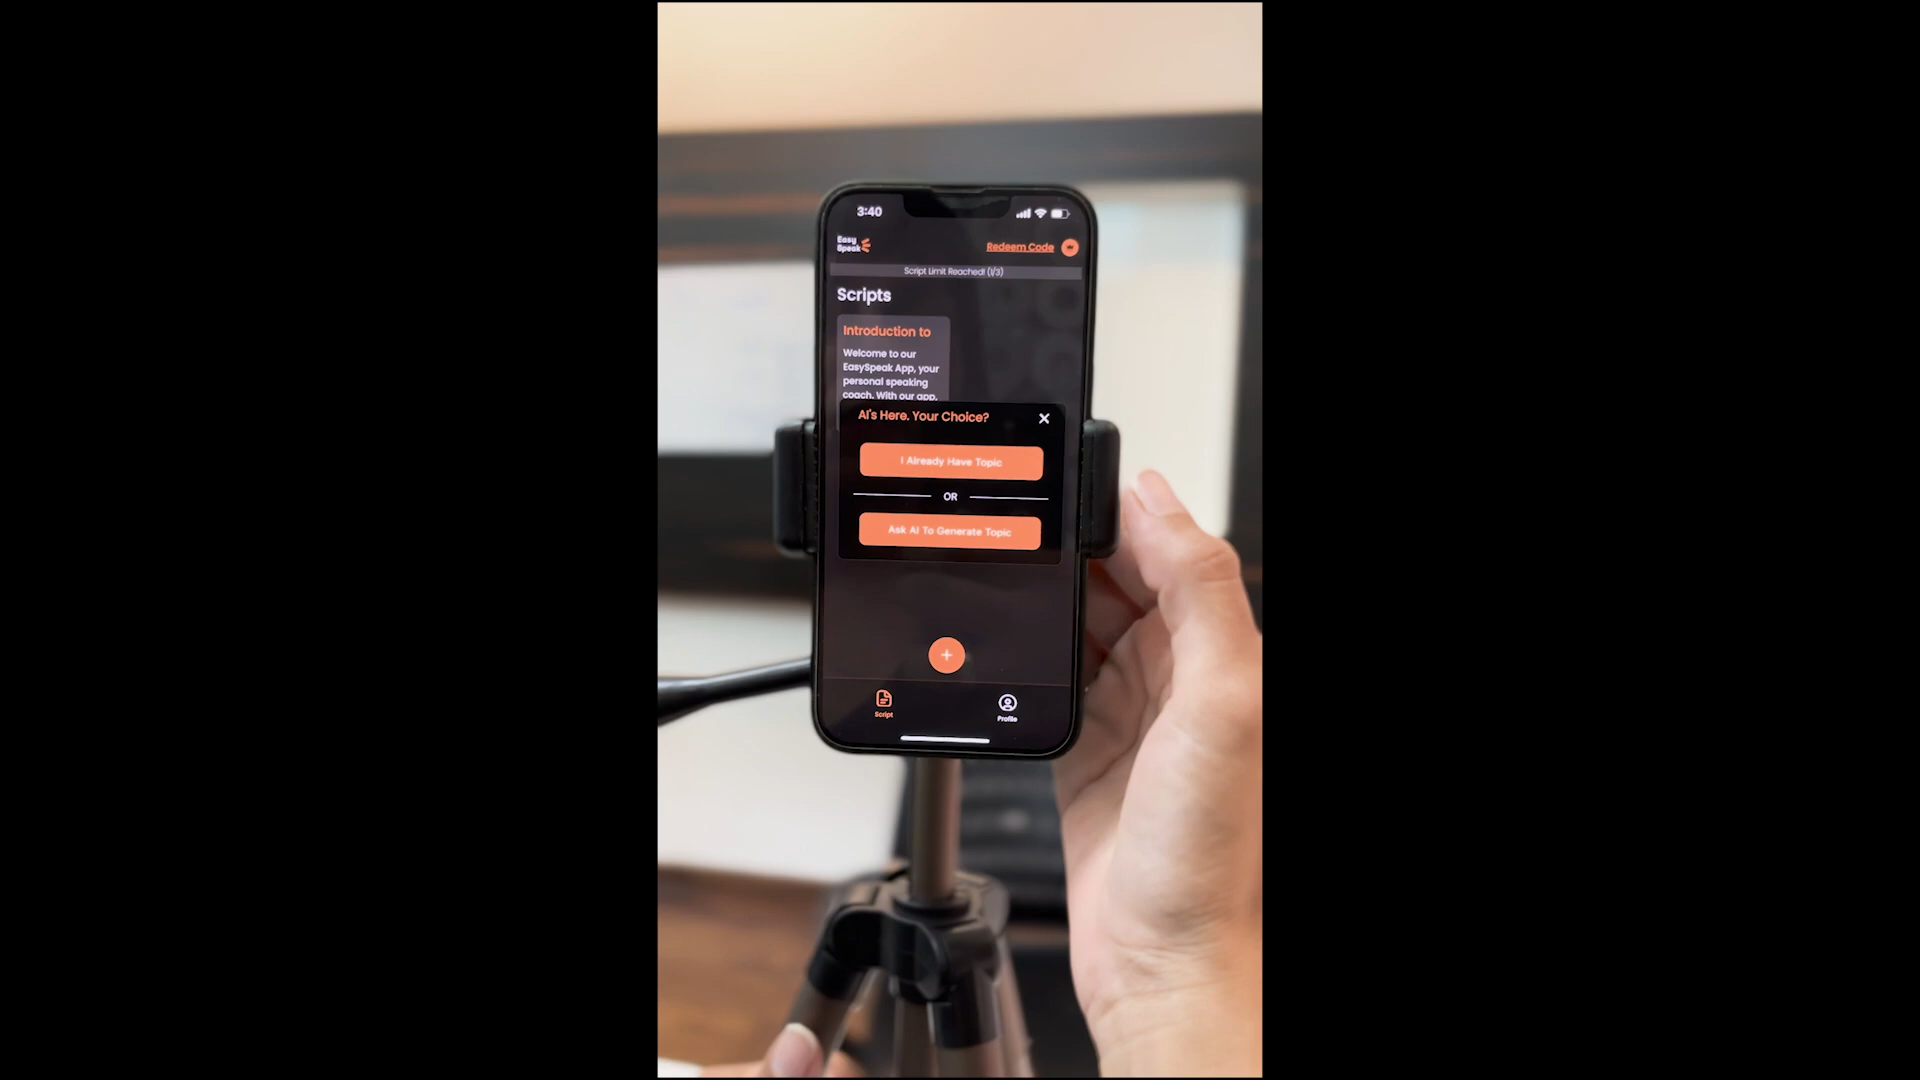 3:40
Easy
Speak
Redeem Code
Script Limit Reached! (1/3)
Scripts
Introduction to
Welcome to our
EasySpeak App, your
personal speaking
coach. With our app,
AI's Here. Your Choice?
I Already Have Topic
OR
Ask AI To Generate Topic
Script
Profile